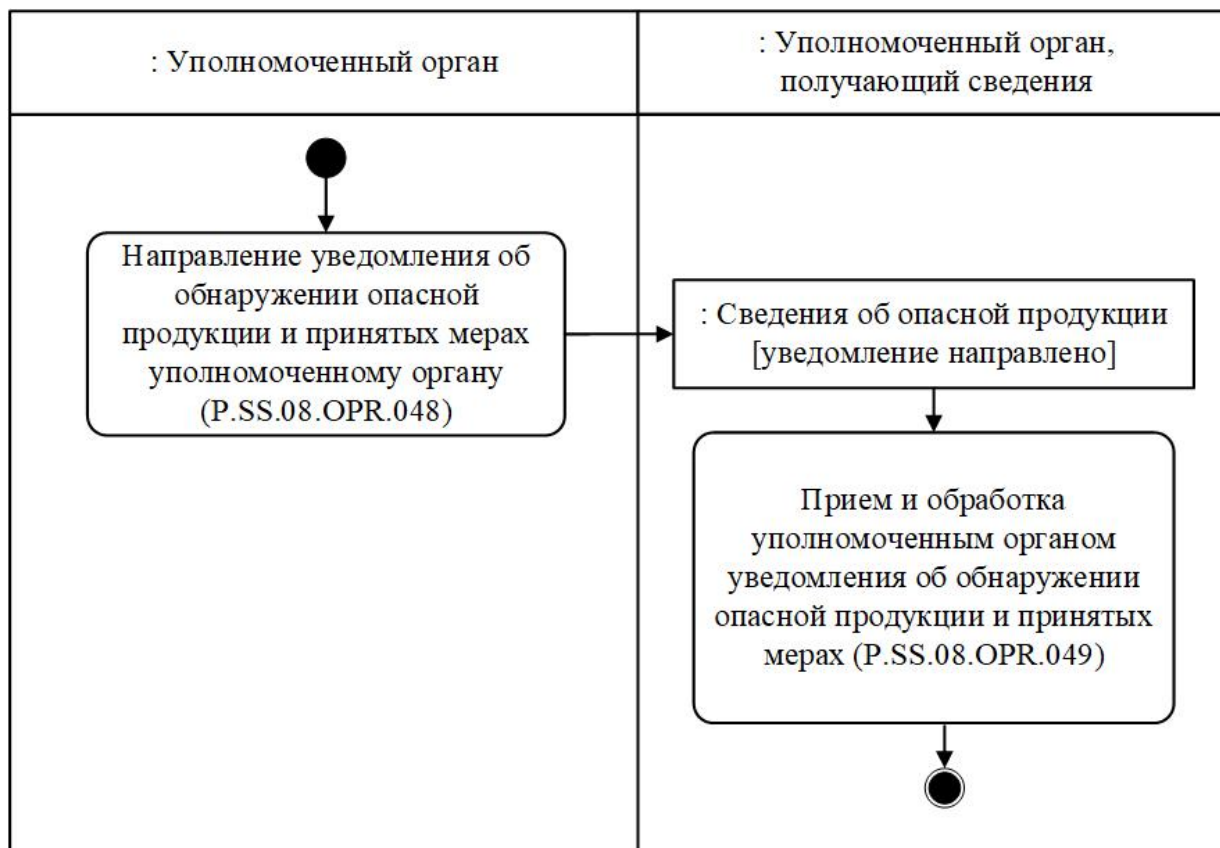 : Уполномоченный орган
: Уполномоченный орган,
получающий сведения
Направление уведомления об
обнаружении опасной
продукции и принятых мерах
уполномоченному органу
(P.SS.08.OPR.048)
: Сведения об опасной продукции
[уведомление направлено]
Прием и обработка
уполномоченным органом
уведомления об обнаружении
опасной продукции и принятых
мерах (P.SS.08.OPR.049)